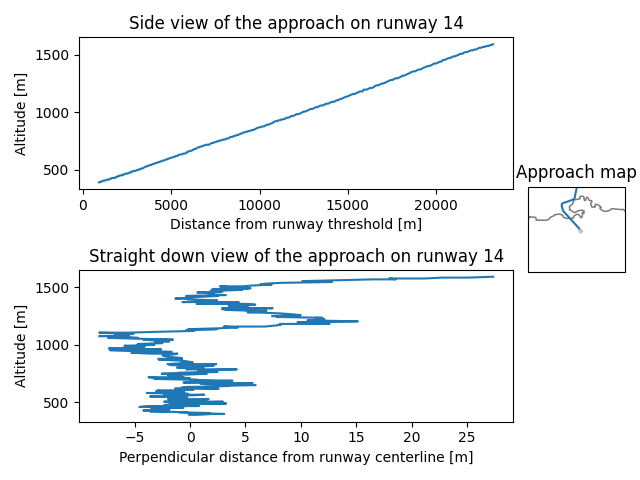 Side view of the approach on runway 14
1500
1000
500
Altitude [m]
0 5000 10000 15000 20000
Distance from runway threshold [m]
Approach map
Straight down view of the approach on runway 14
1500
1000
500
Altitude [m]
−5 0 5 10 15 20 25
Perpendicular distance from runway centerline [m]